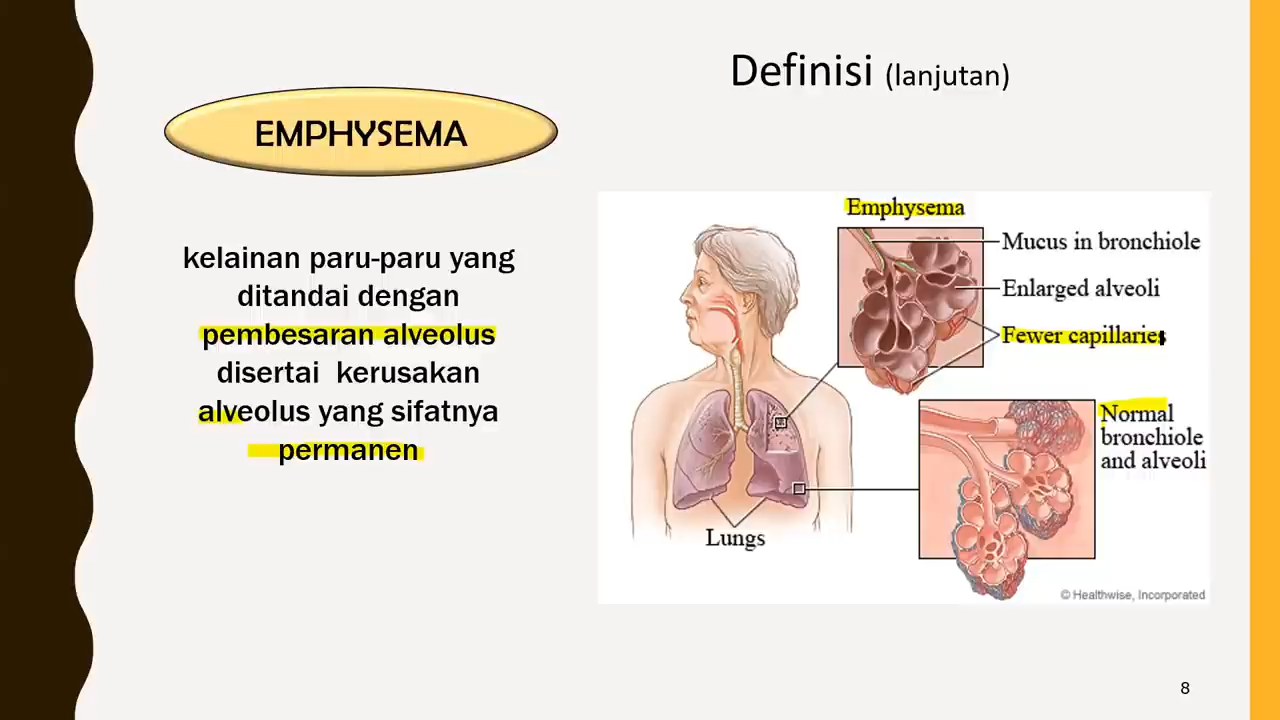 Definisi (lanjutan)
EMPHYSEMA
kelainan paru-paru yang
ditandai dengan
pembesaran alveolus
disertai kerusakan
alveolus yang sifatnya
permanen
Emphysema
Mucus in bronchiole
Enlarged alveoli
Fewer capillaries
Normal
bronchiole
and alveoli
Lungs
© Healthwise, Incorporated
8